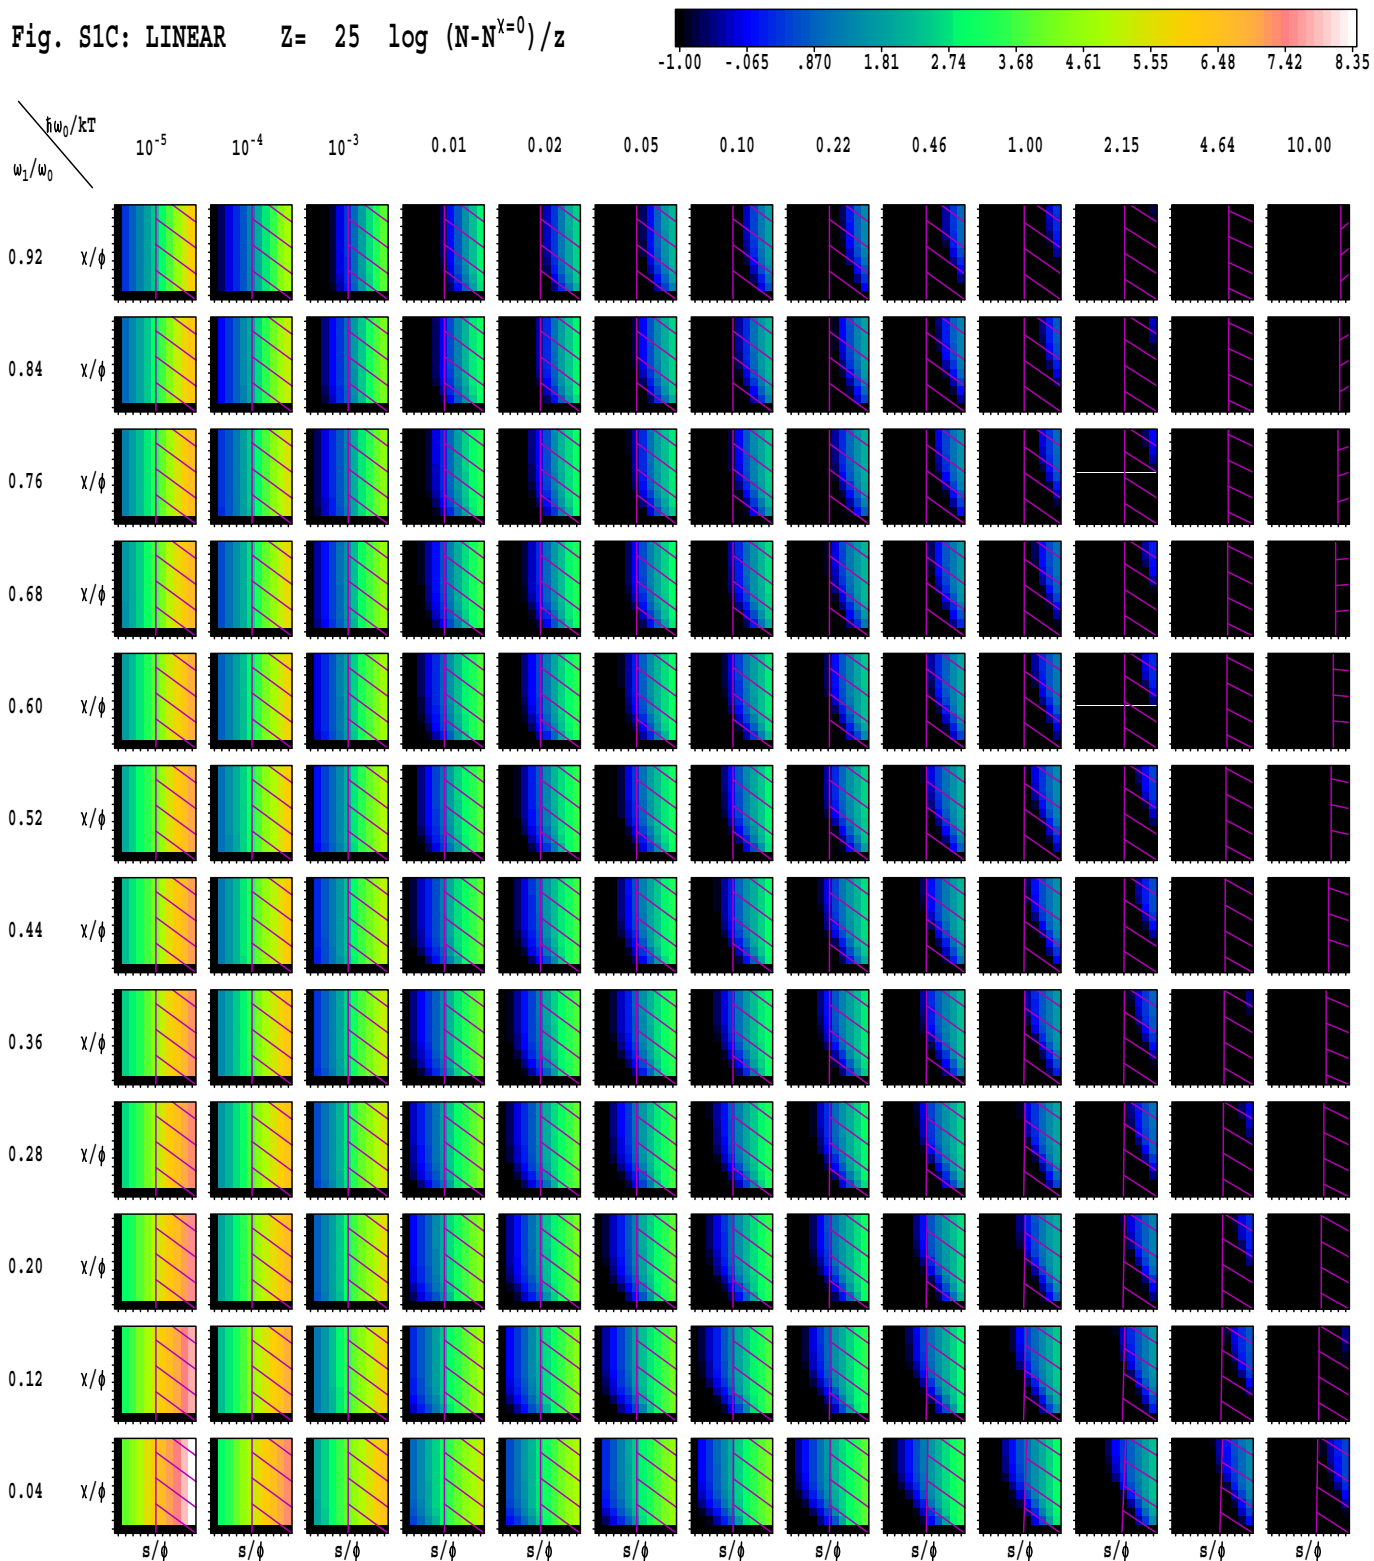 Fig. S1C: LINEAR Z= 25 log (N-N^χ=0)/z
-1.00 -.065 .870 1.81 2.74 3.68 4.61 5.55 6.48 7.42 8.35
ħω₀/kT
ω₁/ω₀
10⁻⁵ 10⁻⁴ 10⁻³ 0.01 0.02 0.05 0.10 0.22 0.46 1.00 2.15 4.64 10.00
0.92 χ/ϕ
0.84 χ/ϕ
0.76 χ/ϕ
0.68 χ/ϕ
0.60 χ/ϕ
0.52 χ/ϕ
0.44 χ/ϕ
0.36 χ/ϕ
0.28 χ/ϕ
0.20 χ/ϕ
0.12 χ/ϕ
0.04 χ/ϕ
s/ϕ s/ϕ s/ϕ s/ϕ s/ϕ s/ϕ s/ϕ s/ϕ s/ϕ s/ϕ s/ϕ s/ϕ s/ϕ